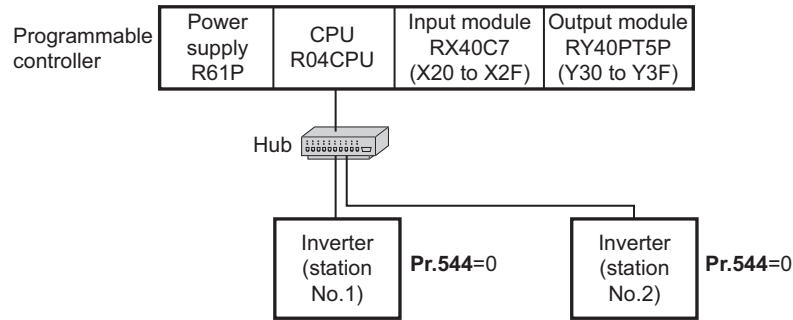 Programmable
controller
Power
supply
R61P
CPU
R04CPU
Input module
RX40C7
(X20 to X2F)
Output module
RY40PT5P
(Y30 to Y3F)
Hub
Inverter
(station
No.1)
Pr.544=0
Inverter
(station
No.2)
Pr.544=0